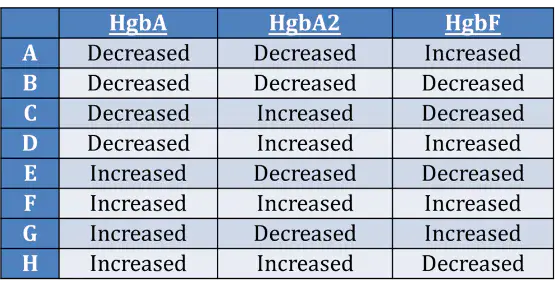 HgbA HgbA2 HgbF
A Decreased Decreased Increased
B Decreased Decreased Decreased
C Decreased Increased Decreased
D Decreased Increased Increased
E Increased Decreased Decreased
F Increased Increased Increased
G Increased Decreased Increased
H Increased Increased Decreased